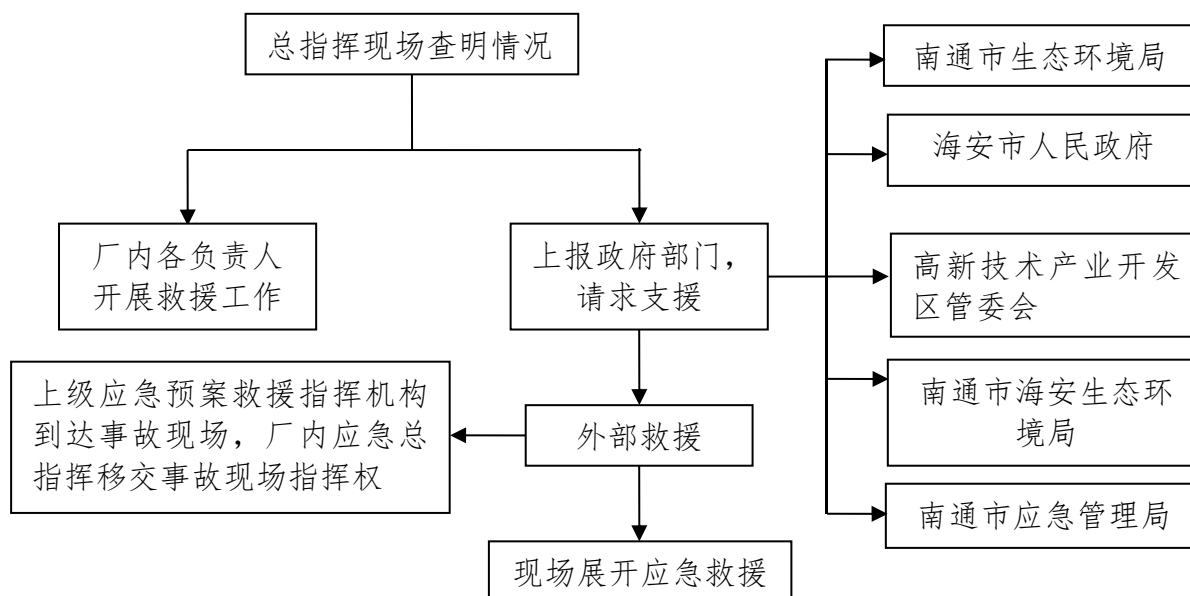 总指挥现场查明情况
南通市生态环境局
海安市人民政府
厂内各负责人
开展救援工作
上报政府部门，
请求支援
高新技术产业开发
区管委会
上级应急预案救援指挥机构
到达事故现场，厂内应急总
指挥移交事故现场指挥权
外部救援
南通市海安生态环
境局
南通市应急管理局
现场展开应急救援